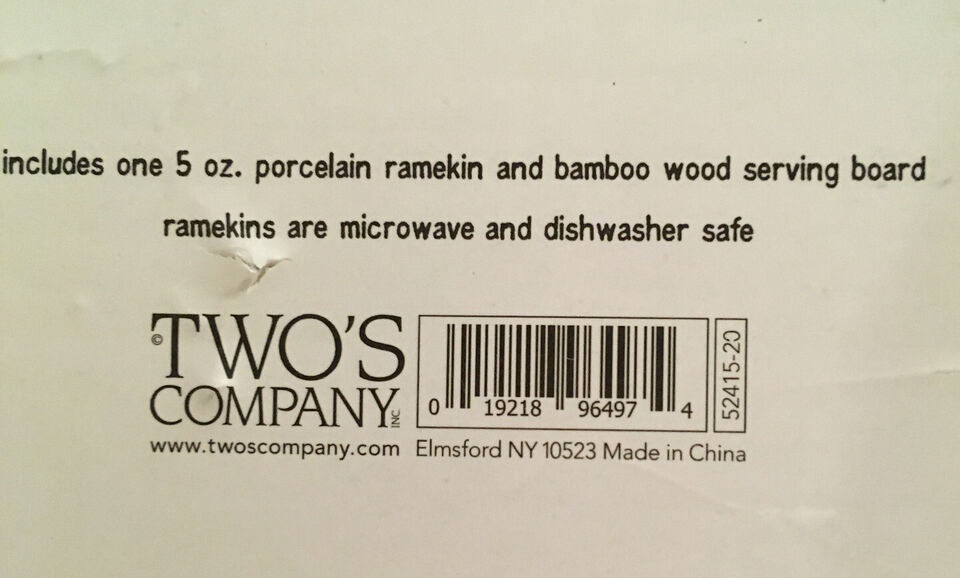 includes one 5 oz. porcelain ramekin and bamboo wood serving board
ramekins are microwave and dishwasher safe
© TWO'S
COMPANY INC
0 19218 96497 4
52415-20
www.twoscompany.com Elmsford NY 10523 Made in China